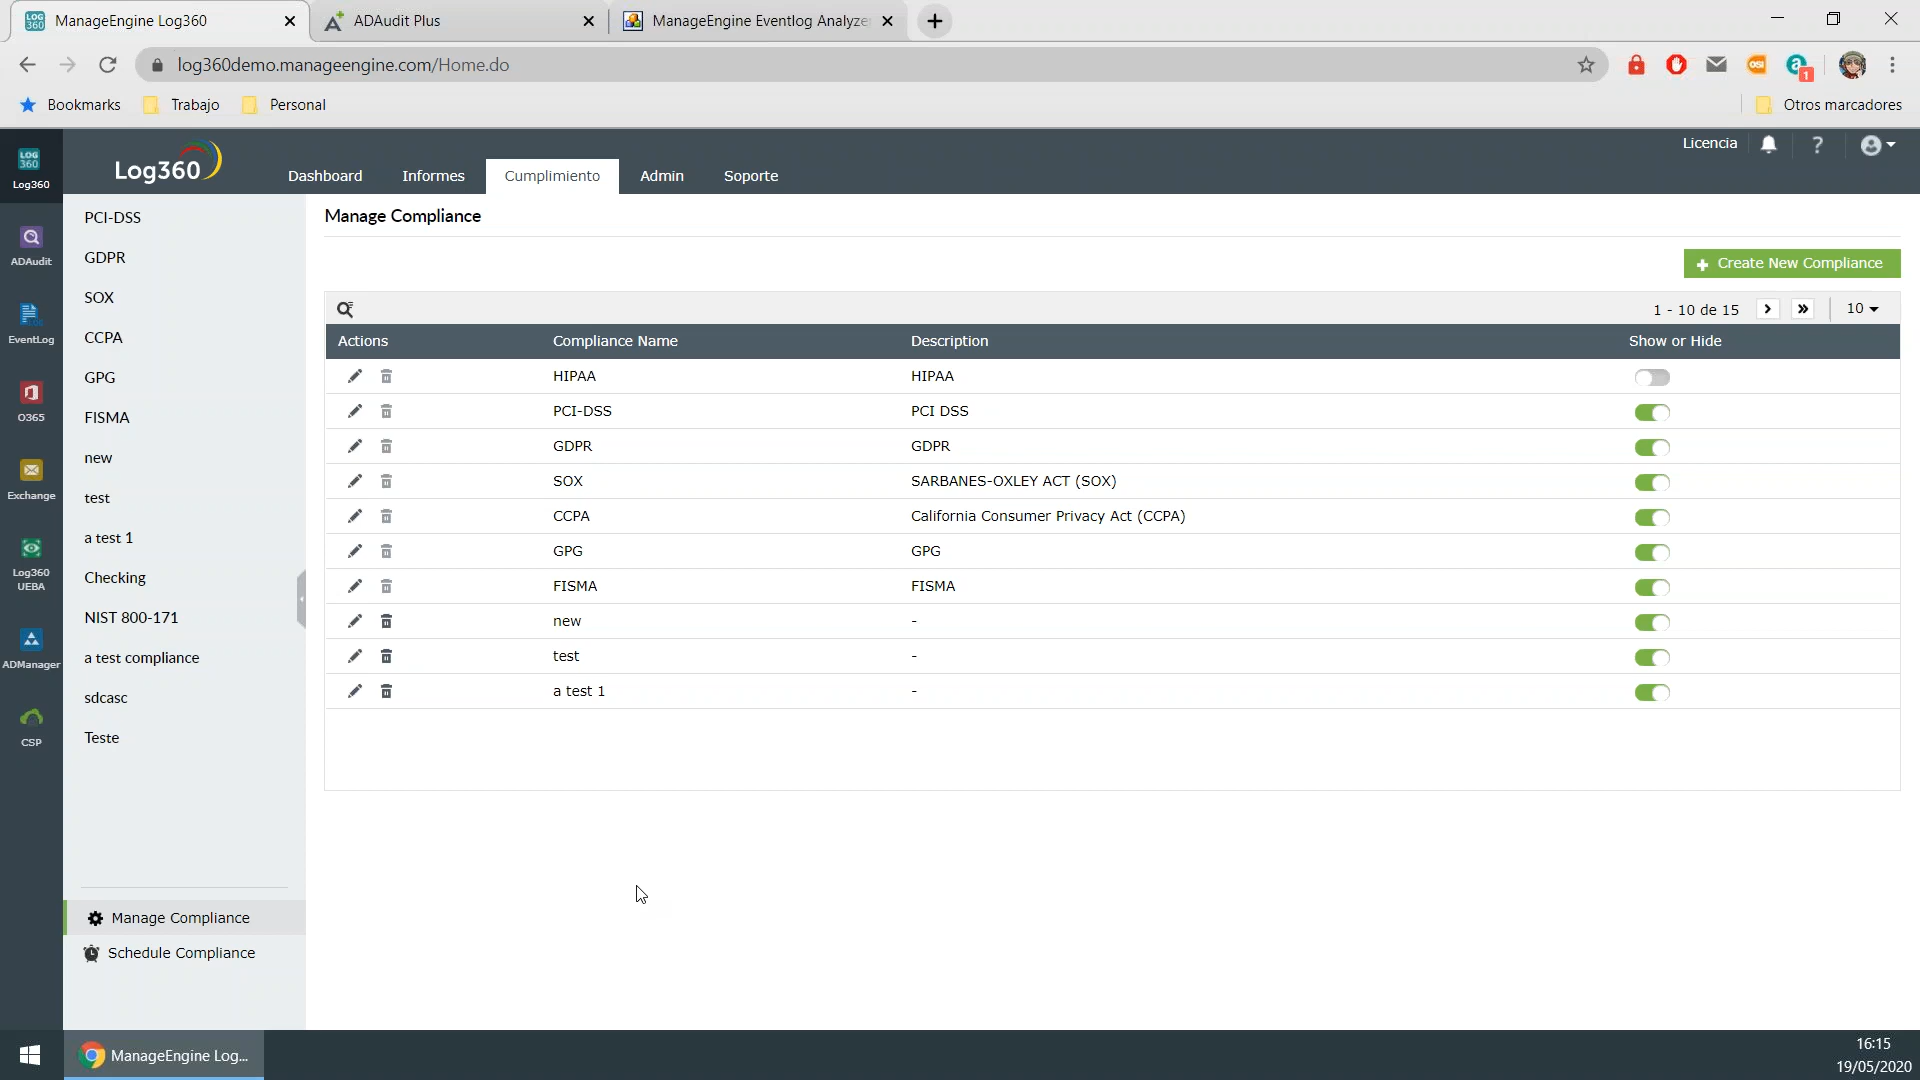 ManageEngine Log360
ADAudit Plus
ManageEngine Eventlog Analyze
log360demo.manageengine.com/Home.do
1
Bookmarks
Trabajo
Personal
Otros marcadores
LOG 360
Log360
Log360
Dashboard
Informes
Cumplimiento
Admin
Soporte
Licencia
?
ADAudit
EventLog
O365
Exchange
Log360
UEBA
ADManager
CSP
PCI-DSS
GDPR
SOX
CCPA
GPG
FISMA
new
test
a test 1
Checking
NIST 800-171
a test compliance
sdcasc
Teste
Manage Compliance
Schedule Compliance
Manage Compliance
+ Create New Compliance
1 - 10 de 15
10
Actions Compliance Name Description Show or Hide
HIPAA HIPAA
PCI-DSS PCI DSS
GDPR GDPR
SOX SARBANES-OXLEY ACT (SOX)
CCPA California Consumer Privacy Act (CCPA)
GPG GPG
FISMA FISMA
new -
test -
a test 1 -
ManageEngine Log...
16:15
19/05/2020